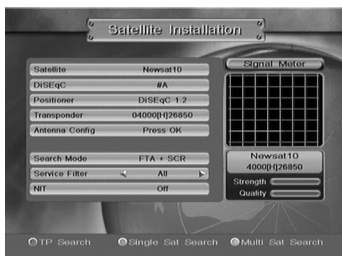 Satellite Installation
Satellite Newsat10
DiSEqC #A
Positioner DiSEqC 1.2
Transponder 04000[H]26850
Antenna Config Press OK
Search Mode FTA + SCR
Service Filter All
NIT Off
Signal Meter
Newsat10
4000[H]26850
Strength
Quality
TP Search Single Sat Search Multi Sat Search